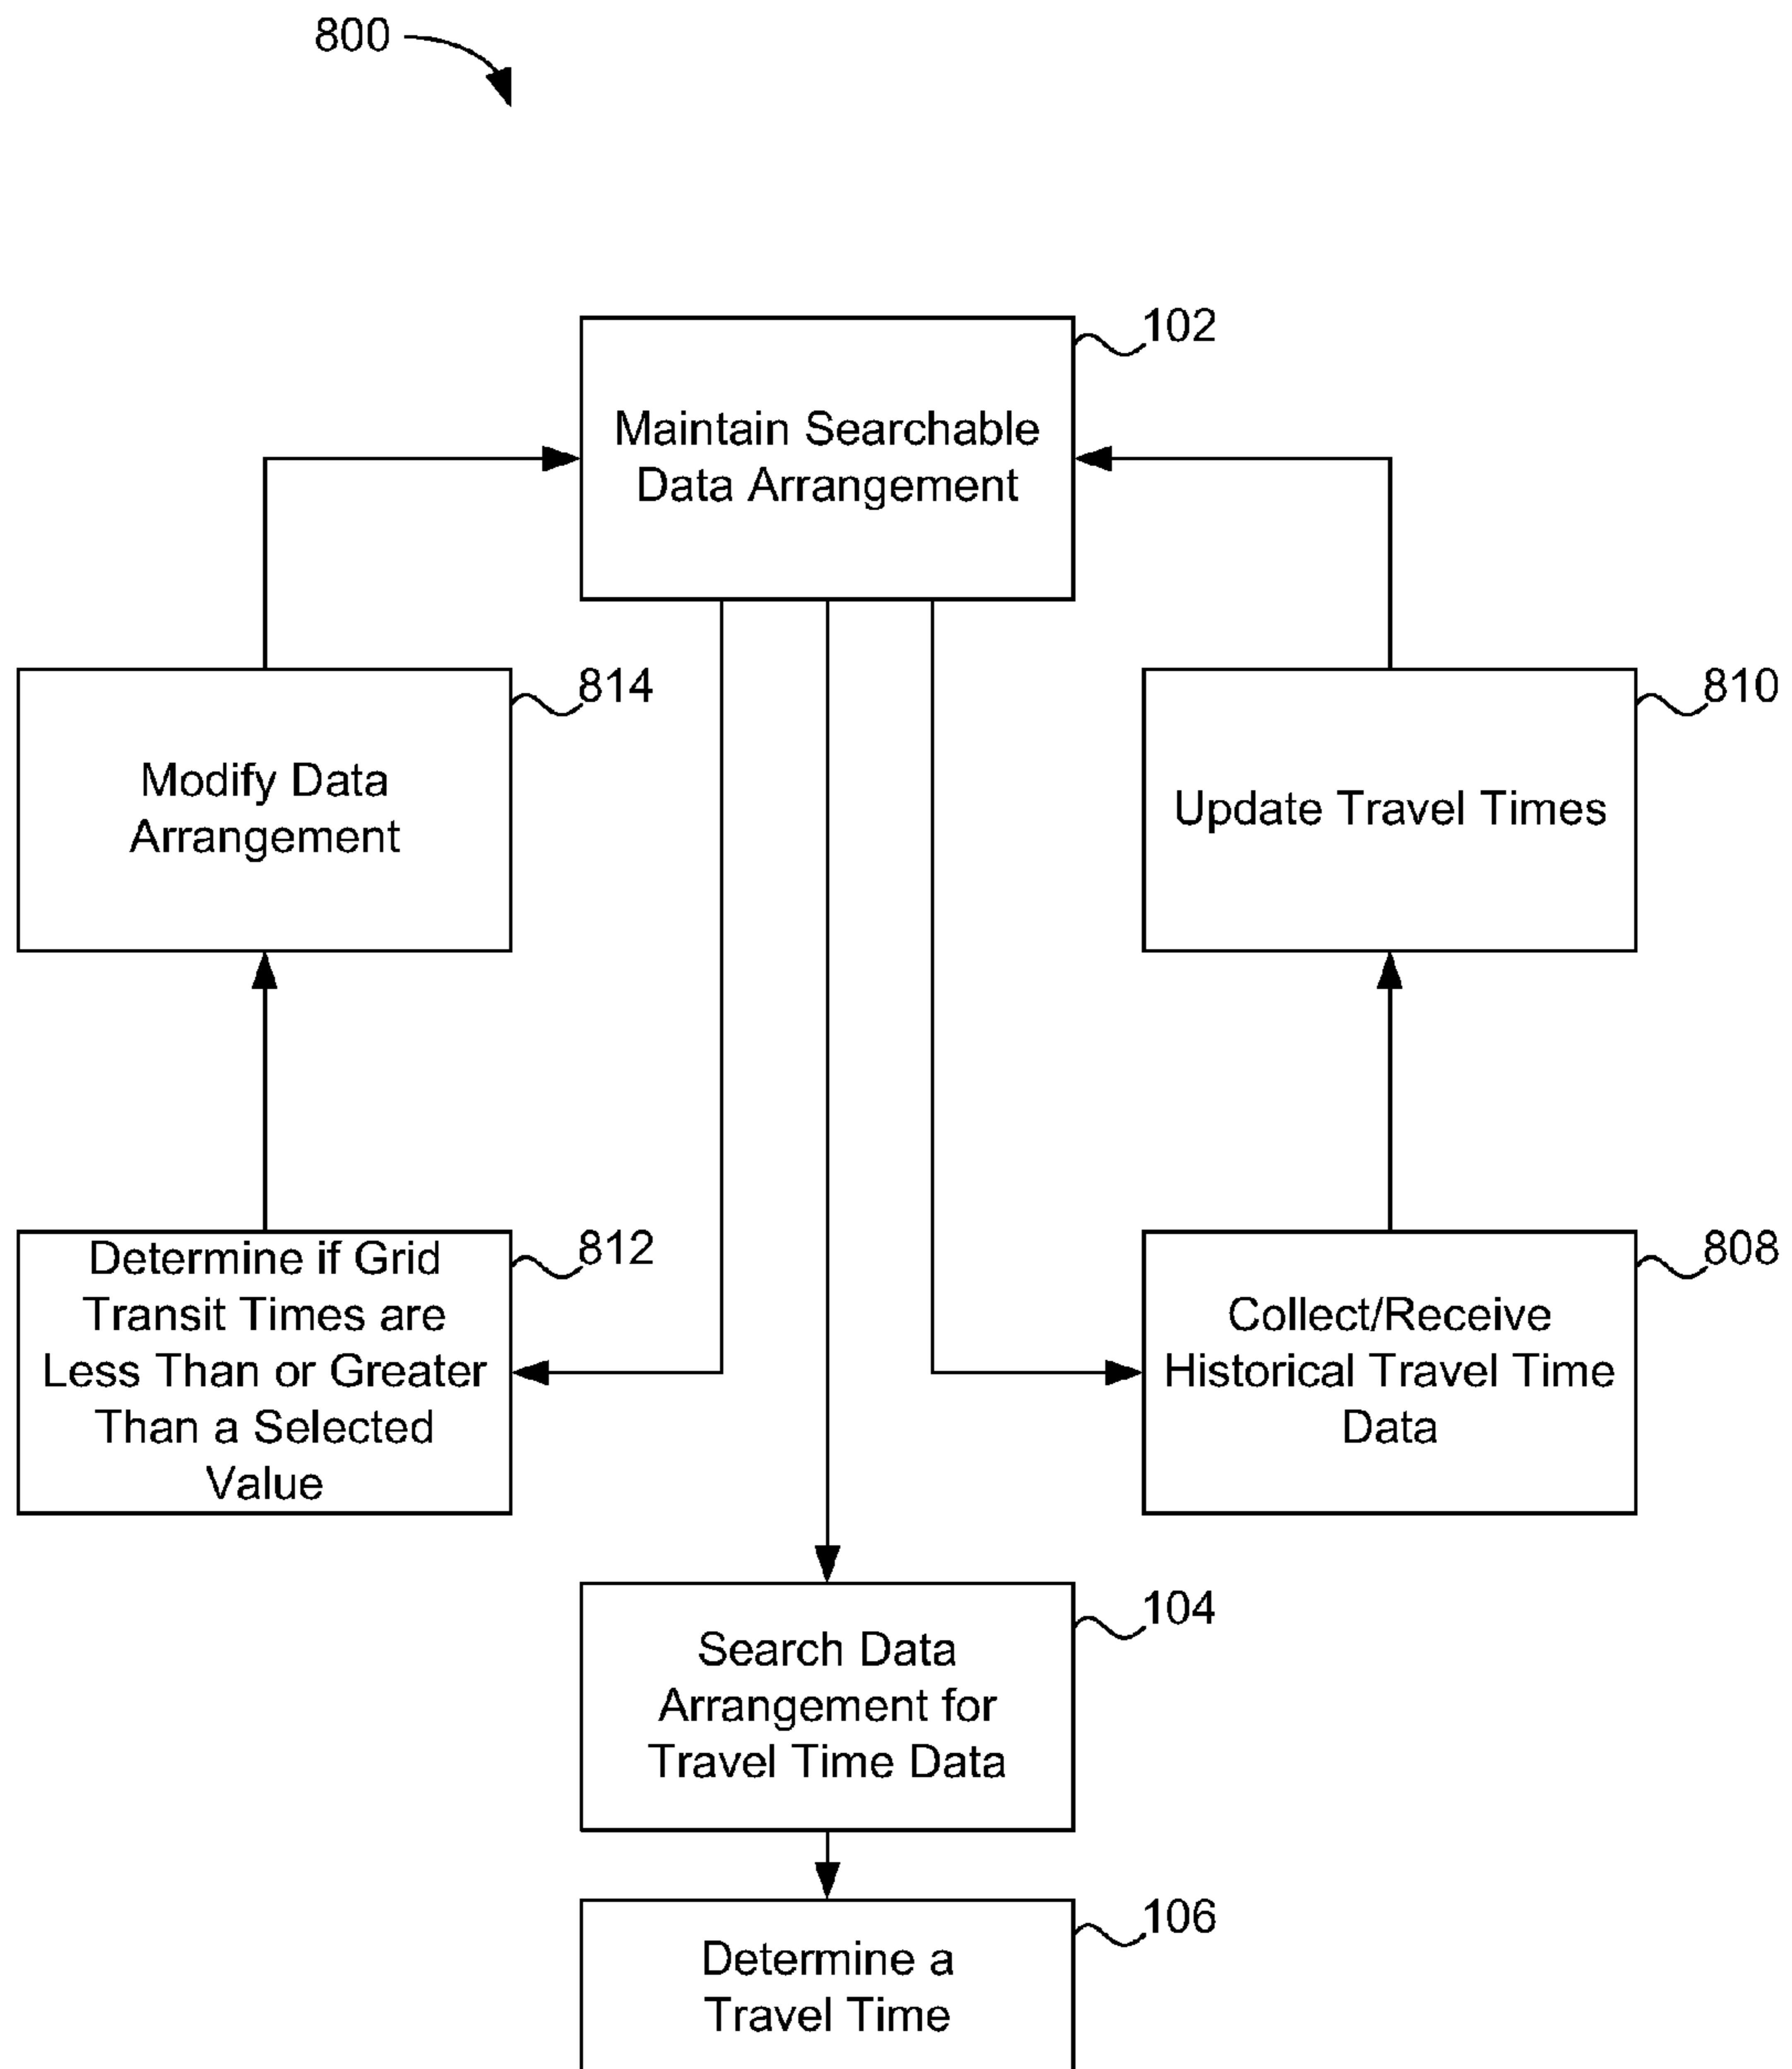 800
102
Maintain Searchable
Data Arrangement
814
Modify Data
Arrangement
810
Update Travel Times
812
Determine if Grid
Transit Times are
Less Than or Greater
Than a Selected
Value
808
Collect/Receive
Historical Travel Time
Data
104
Search Data
Arrangement for
Travel Time Data
106
Determine a
Travel Time